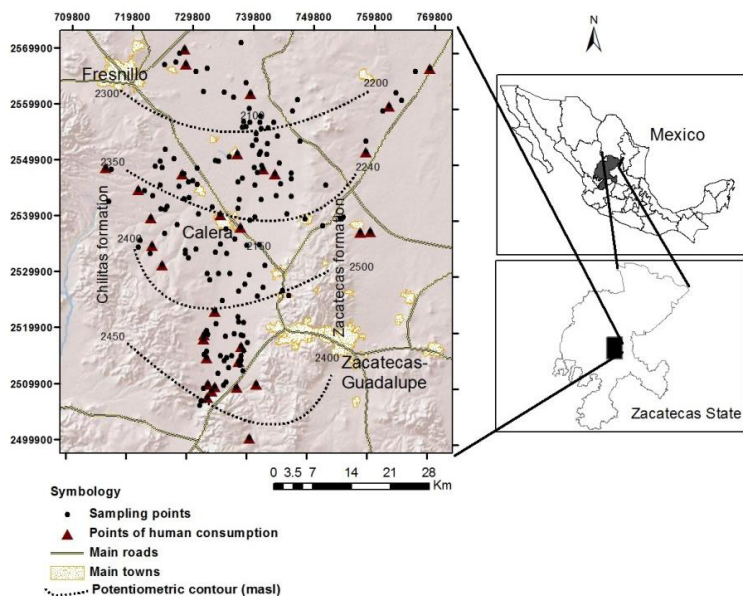 709800 719800 729800 739800 749800 759800 769800
N
2569900
2559900
2549900
2539900
2529900
2519900
2509900
2499900
Fresnillo
2300
2200
2100
2350
2240
Calera
2150
2400
2500
Chilitas formation
Zacatecas formation
2450
2400
Zacatecas-
Guadalupe
Mexico
Zacatecas State
0 3.5 7 14 21 28
Km
Symbology
Sampling points
Points of human consumption
Main roads
Main towns
Potentiometric contour (masl)